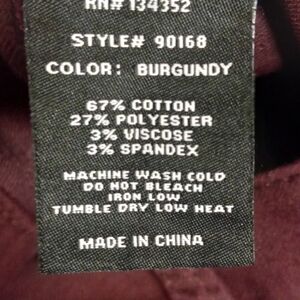 RN# 134352
STYLE# 90168
COLOR: BURGUNDY
67% COTTON
27% POLYESTER
3% VISCOSE
3% SPANDEX
MACHINE WASH COLD
DO NOT BLEACH
IRON LOW
TUMBLE DRY LOW HEAT
MADE IN CHINA